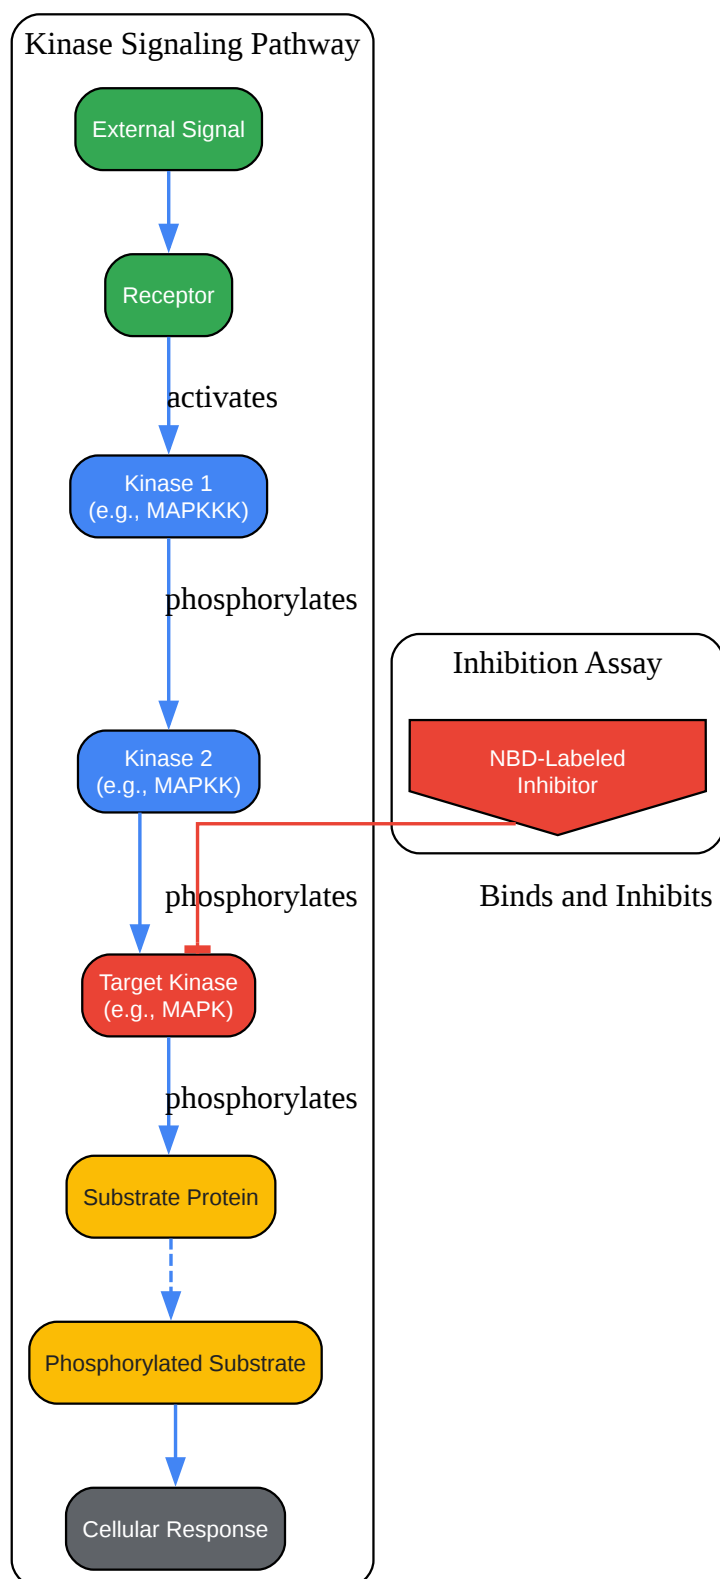 Kinase Signaling Pathway
External Signal
Receptor
activates
Kinase 1
(e.g., MAPKKK)
phosphorylates
Inhibition Assay
NBD-Labeled
Inhibitor
Kinase 2
(e.g., MAPKK)
phosphorylates
Binds and Inhibits
Target Kinase
(e.g., MAPK)
phosphorylates
Substrate Protein
Phosphorylated Substrate
Cellular Response